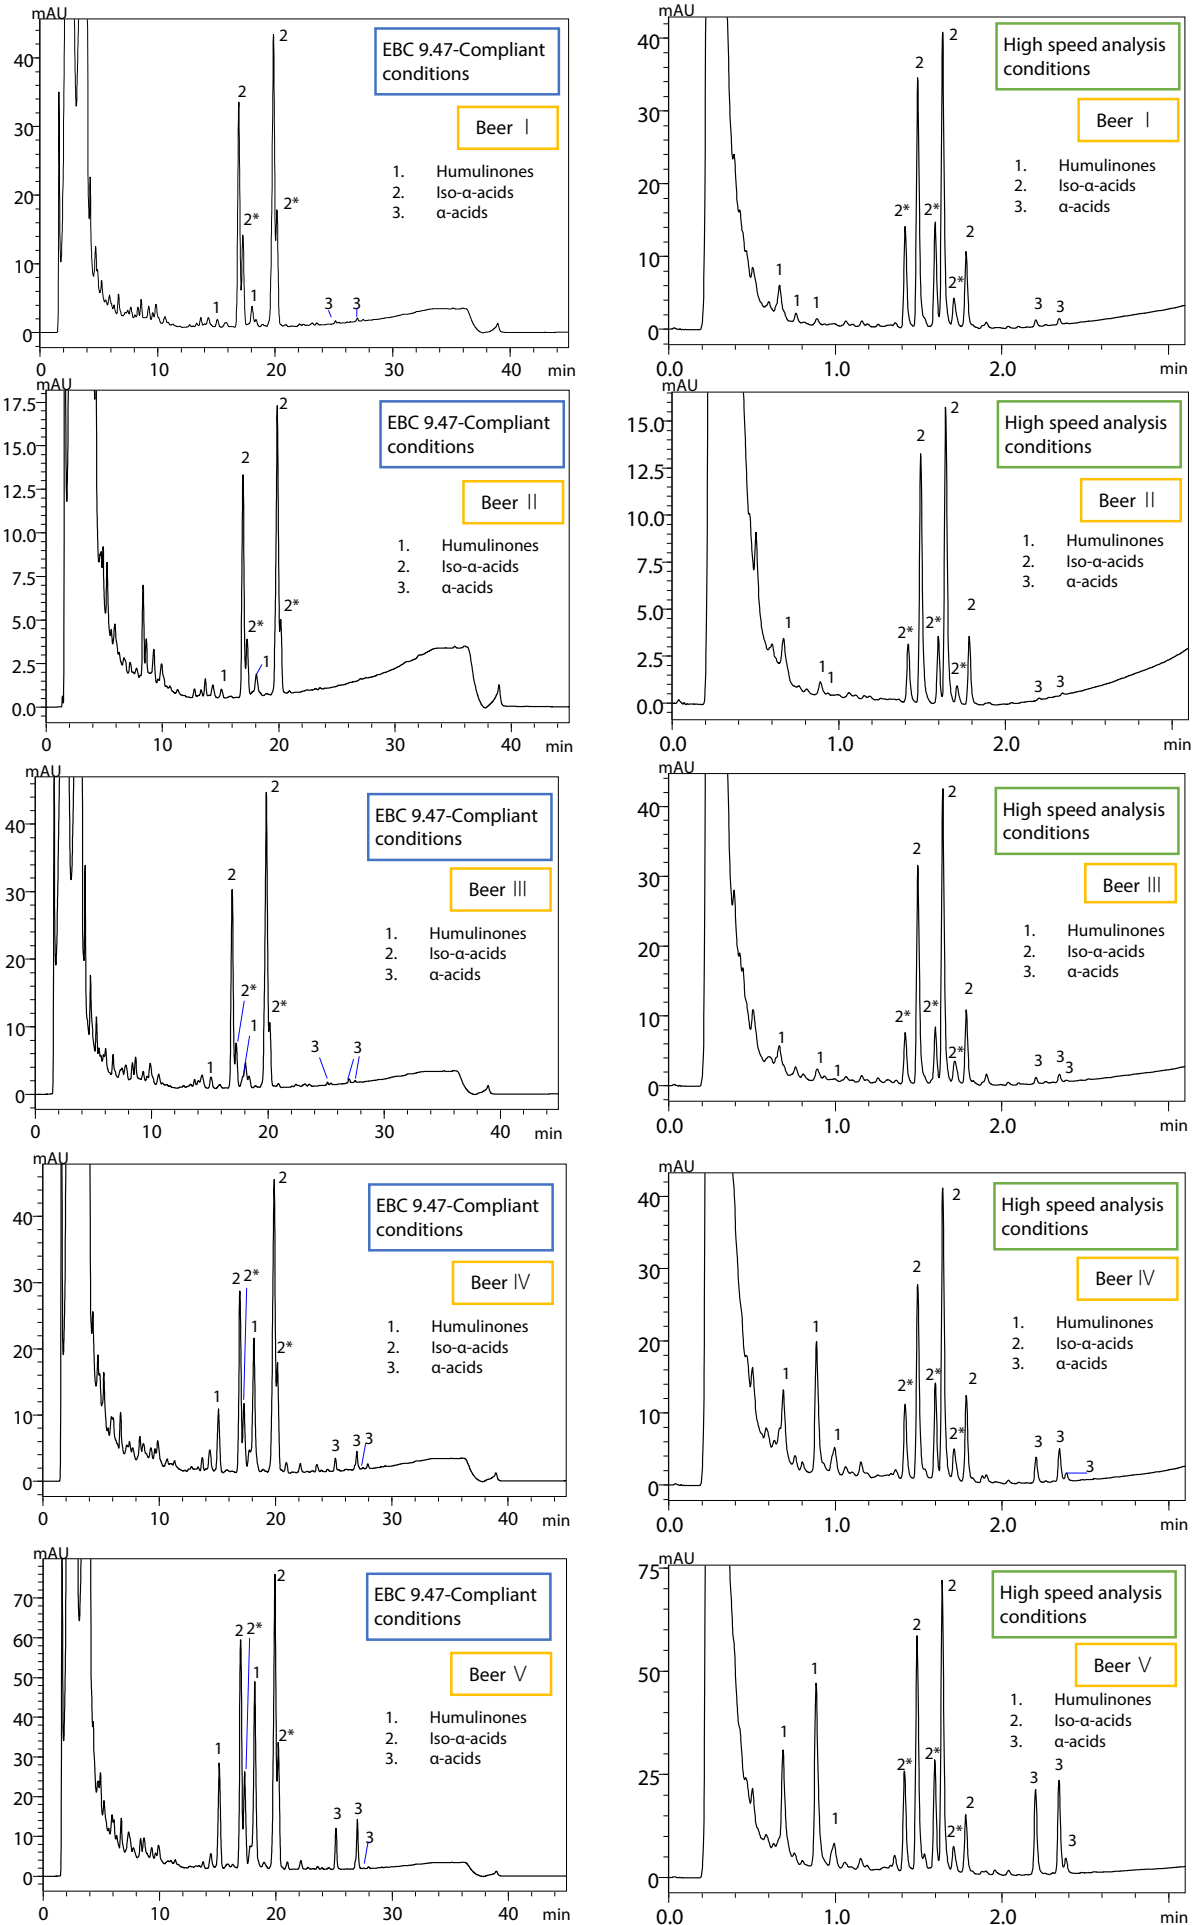 mAU
EBC 9.47-Compliant
conditions
Beer Ⅰ
1. Humulinones
2. Iso-α-acids
3. α-acids
40
30
20
10
0
1 2 2* 1 2 2* 3 3
0 10 20 30 40 min
mAU
High speed analysis
conditions
Beer Ⅰ
1. Humulinones
2. Iso-α-acids
3. α-acids
40
30
20
10
0
1 1 1 2* 2 2* 2 2* 2 3 3
0.0 1.0 2.0 min
mAU
EBC 9.47-Compliant
conditions
Beer Ⅱ
1. Humulinones
2. Iso-α-acids
3. α-acids
17.5
15.0
12.5
10.0
7.5
5.0
2.5
0.0
1 2 2* 1 2 2*
0 10 20 30 40 min
mAU
High speed analysis
conditions
Beer Ⅱ
1. Humulinones
2. Iso-α-acids
3. α-acids
15.0
12.5
10.0
7.5
5.0
2.5
0.0
1 1 1 2* 2 2* 2 2* 2 3 3
0.0 1.0 2.0 min
mAU
EBC 9.47-Compliant
conditions
Beer Ⅲ
1. Humulinones
2. Iso-α-acids
3. α-acids
40
30
20
10
0
1 2 2* 1 2 2* 3 3
0 10 20 30 40 min
mAU
High speed analysis
conditions
Beer Ⅲ
1. Humulinones
2. Iso-α-acids
3. α-acids
40
30
20
10
0
1 1 1 2* 2 2* 2 2* 2 3 3 3
0.0 1.0 2.0 min
mAU
EBC 9.47-Compliant
conditions
Beer Ⅳ
1. Humulinones
2. Iso-α-acids
3. α-acids
40
30
20
10
0
1 2 2* 1 2 2* 3 3 3
0 10 20 30 40 min
mAU
High speed analysis
conditions
Beer Ⅳ
1. Humulinones
2. Iso-α-acids
3. α-acids
40
30
20
10
0
1 1 1 2* 2 2* 2 2* 2 3 3 3
0.0 1.0 2.0 min
mAU
EBC 9.47-Compliant
conditions
Beer Ⅴ
1. Humulinones
2. Iso-α-acids
3. α-acids
70
60
50
40
30
20
10
0
1 2 2* 1 2 2* 3 3 3
0 10 20 30 40 min
mAU
High speed analysis
conditions
Beer Ⅴ
1. Humulinones
2. Iso-α-acids
3. α-acids
75
50
25
0
1 1 1 2* 2 2* 2 2* 2 3 3 3
0.0 1.0 2.0 min